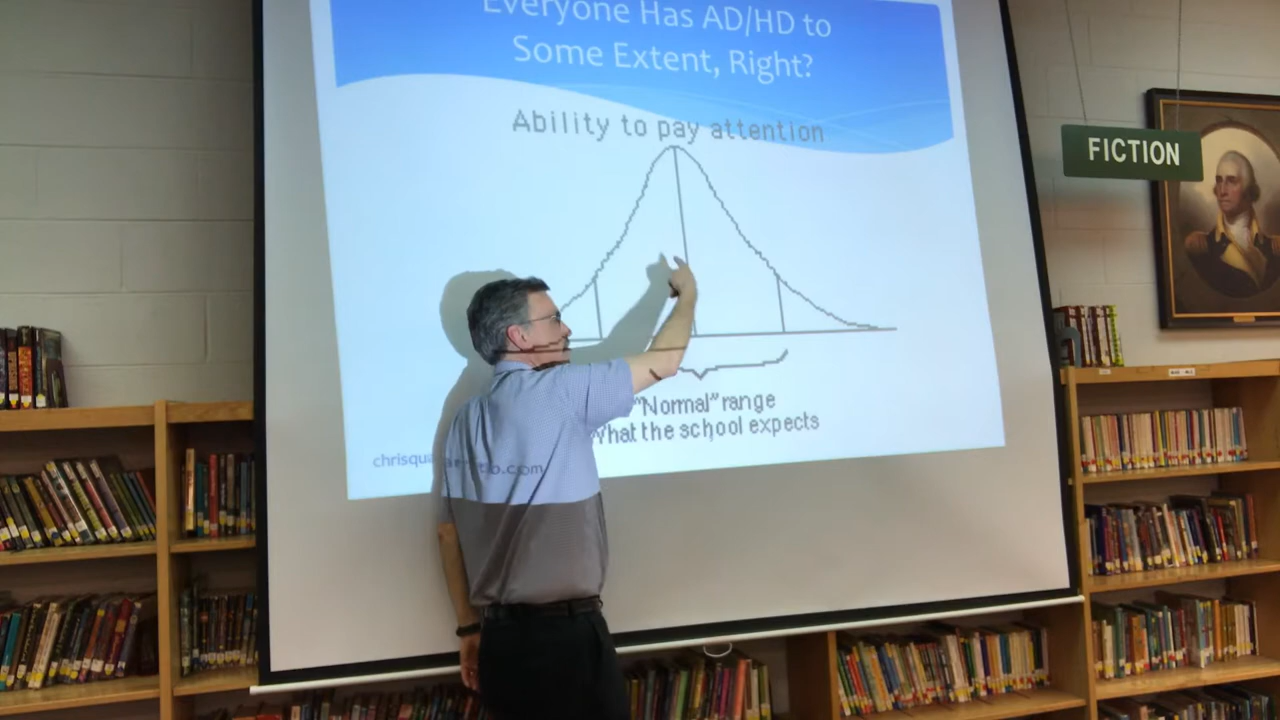 Everyone Has AD/HD to
Some Extent, Right?
Ability to pay attention
FICTION
"Normal" range
What the school expects